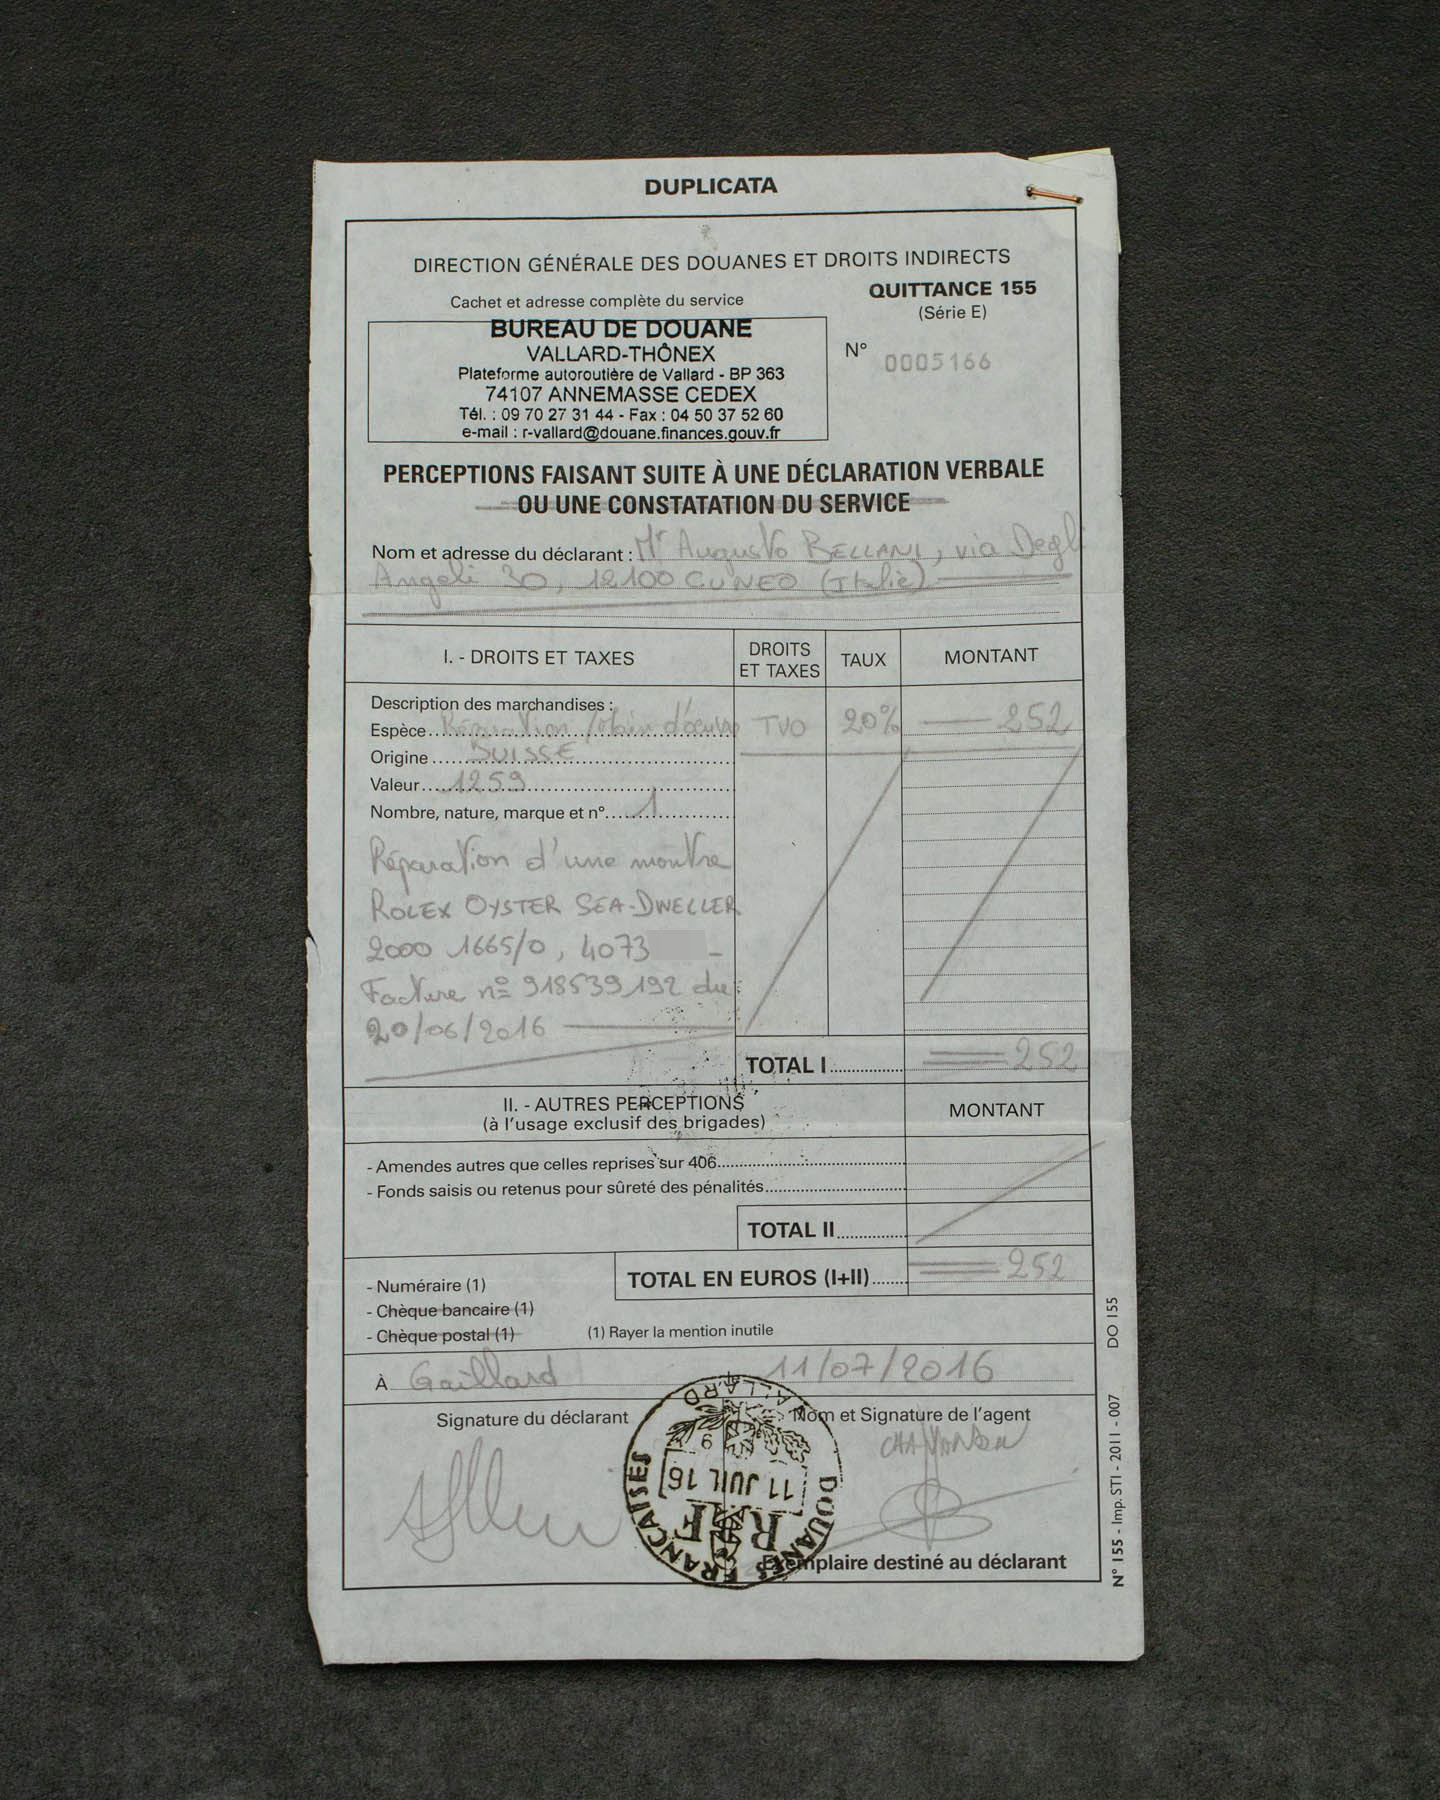 DUPLICATA
DIRECTION GÉNÉRALE DES DOUANES ET DROITS INDIRECTS
Cachet et adresse complète du service
QUITTANCE 155
(Série E)
BUREAU DE DOUANE
VALLARD-THÔNEX
Plateforme autoroutière de Vallard - BP 363
74107 ANNEMASSE CEDEX
Tél. : 09 70 27 31 44 - Fax : 04 50 37 52 60
e-mail : r-vallard@douane.finances.gouv.fr
N° 0005166
PERCEPTIONS FAISANT SUITE À UNE DÉCLARATION VERBALE
OU UNE CONSTATATION DU SERVICE
Nom et adresse du déclarant : Mr Augusto BELLANI, via Degli
Angeli 30, 12100 CUNEO (Italie)
I. - DROITS ET TAXES
DROITS ET TAXES
TAUX
MONTANT
Description des marchandises :
Espèce Réparation / Main d'œuvre TVO 20% 252
Origine SUISSE
Valeur 1259
Nombre, nature, marque et n° 1
Réparation d'une montre
ROLEX OYSTER SEA-DWELLER
2000 1665/0, 4073 -
Facture n° 918539192 du
20/06/2016
TOTAL I 252
II. - AUTRES PERCEPTIONS
(à l'usage exclusif des brigades)
MONTANT
- Amendes autres que celles reprises sur 406
- Fonds saisis ou retenus pour sûreté des pénalités
TOTAL II
- Numéraire (1)
TOTAL EN EUROS (I+II) 252
- Chèque bancaire (1)
- Chèque postal (1)
(1) Rayer la mention inutile
À Gaillard 11/07/2016
Signature du déclarant
Nom et Signature de l'agent
DOUANES FRANÇAISES
VALLARD
9
11 JUIL 16
RF
Exemplaire destiné au déclarant
N° 155 - Imp. STI - 2011 - 007 DO 155